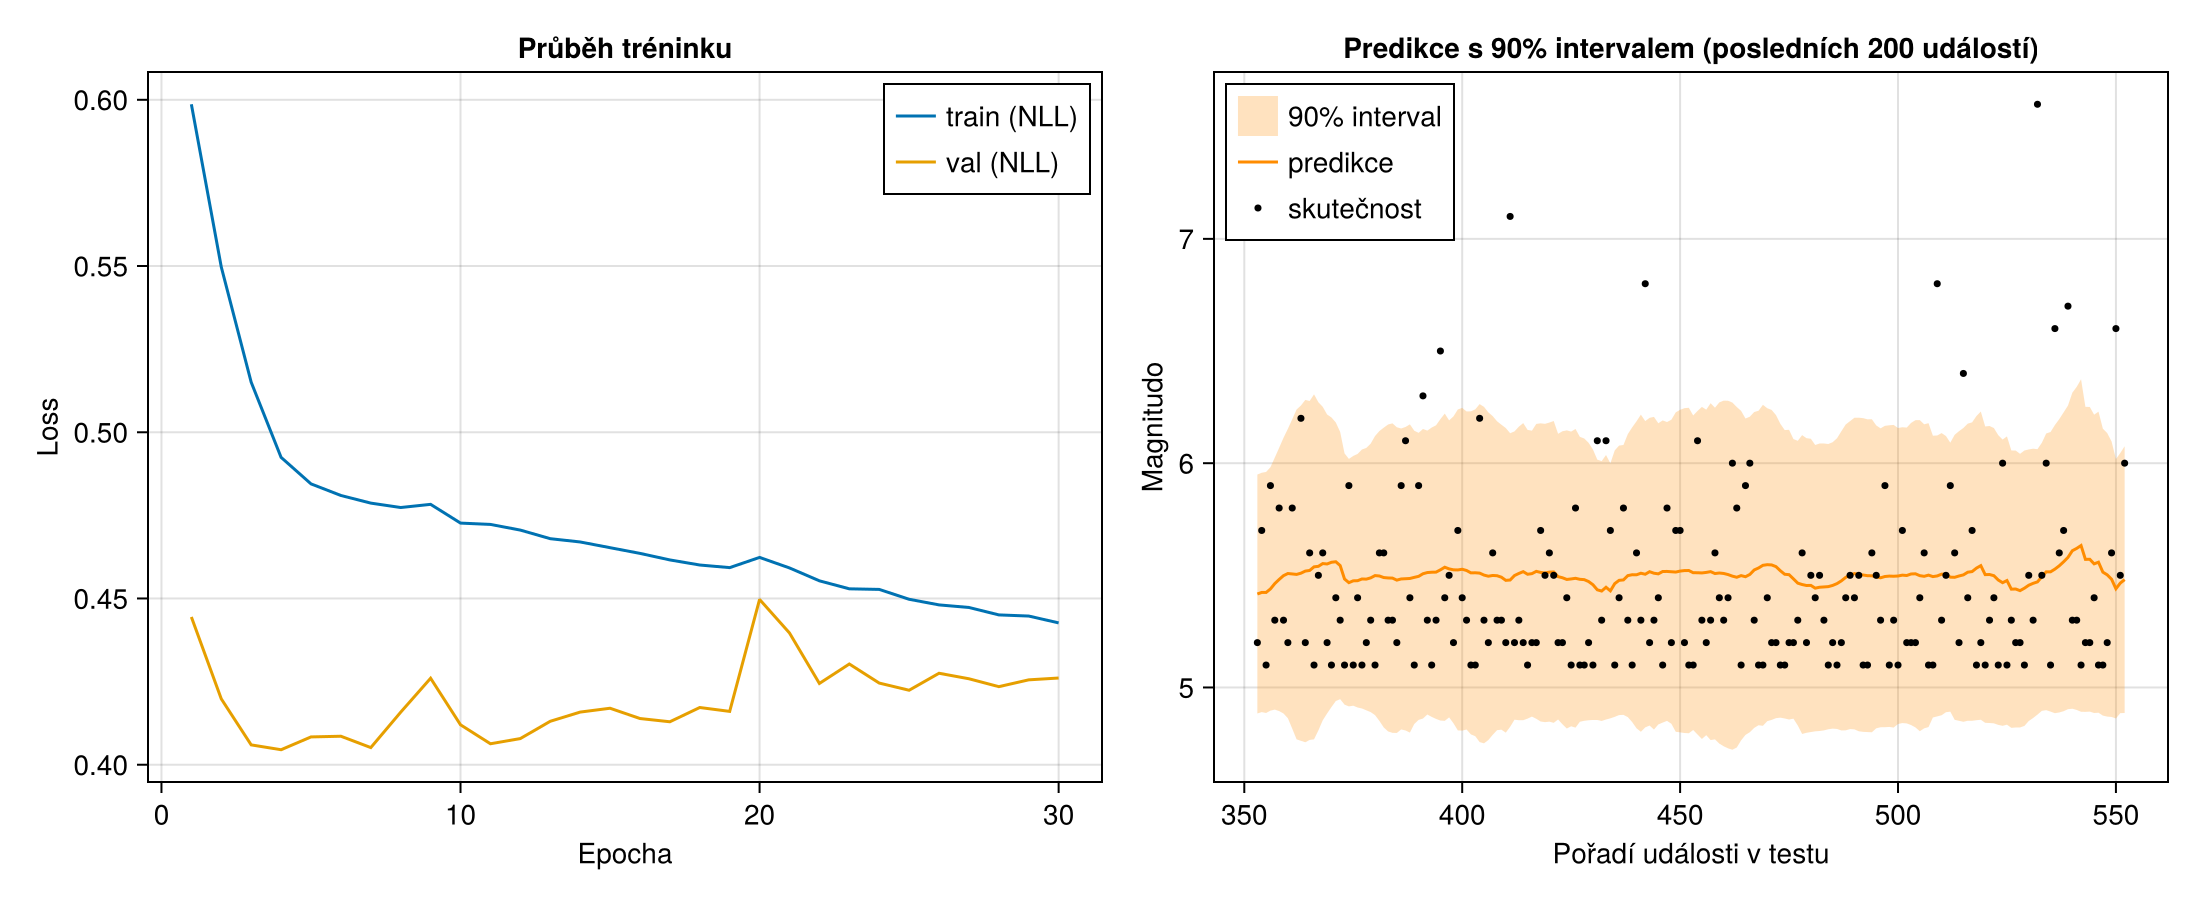 Průběh tréninku
0.60
0.55
0.50
0.45
0.40
Loss
0
10
20
30
Epocha
train (NLL)
val (NLL)
Predikce s 90% intervalem (posledních 200 událostí)
90% interval
predikce
skutečnost
7
6
5
Magnitudo
350
400
450
500
550
Pořadí události v testu